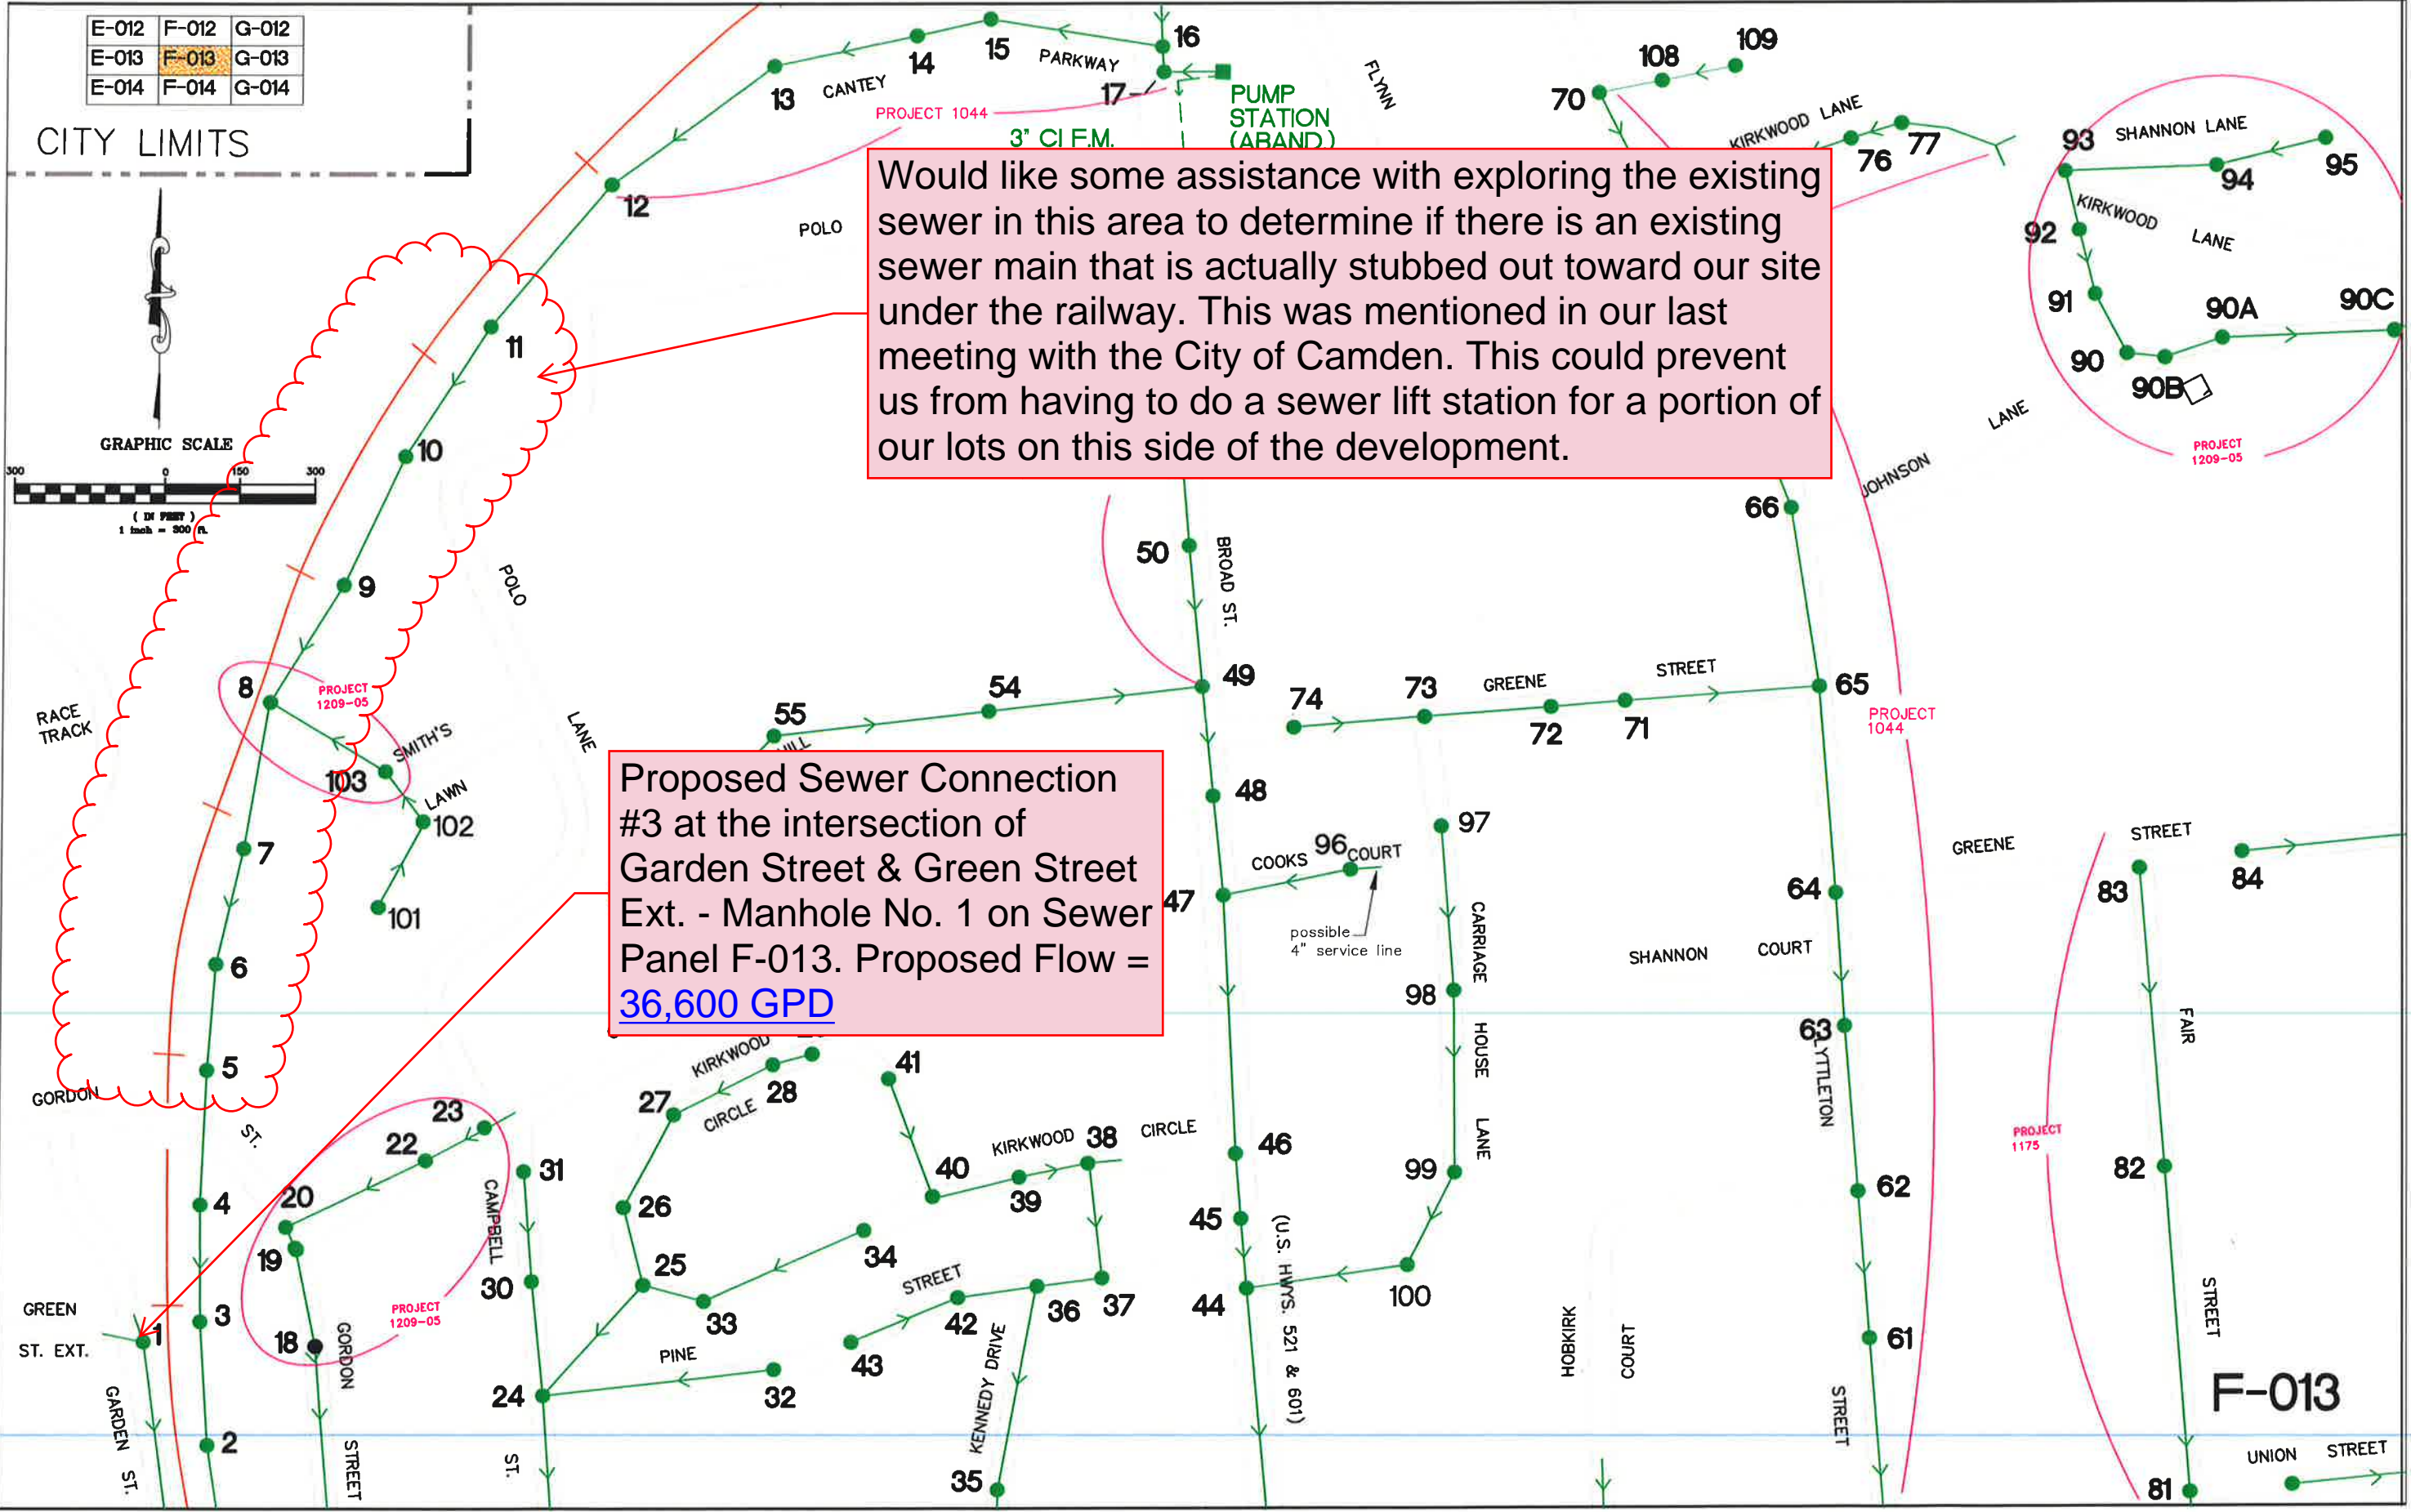 E-012 F-012 G-012
E-013 F-013 G-013
E-014 F-014 G-014
CITY LIMITS
GRAPHIC SCALE
300 0 150 300
( IN FEET )
1 inch = 300 ft.
13
CANTEY
14
15
PARKWAY
16
17
PROJECT 1044
3" CI F.M.
PUMP
STATION
(ABAND.)
FLYNN
POLO
12
11
10
9
8
PROJECT
1209-05
SMITH'S
LAWN
103
102
101
7
6
5
4
3
2
1
RACE
TRACK
POLO
LANE
Would like some assistance with exploring the existing
sewer in this area to determine if there is an existing
sewer main that is actually stubbed out toward our site
under the railway. This was mentioned in our last
meeting with the City of Camden. This could prevent
us from having to do a sewer lift station for a portion of
our lots on this side of the development.
109
108
70
KIRKWOOD LANE
76
77
93
SHANNON LANE
94
95
KIRKWOOD
LANE
92
91
90
90B
90A
90C
PROJECT
1209-05
JOHNSON
LANE
66
50
BROAD ST.
49
54
55
HILL
74
73
GREENE
STREET
72
71
65
PROJECT
1044
Proposed Sewer Connection
#3 at the intersection of
Garden Street & Green Street
Ext. - Manhole No. 1 on Sewer
Panel F-013. Proposed Flow =
36,600 GPD
48
47
COOKS
96
COURT
possible
4" service line
97
CARRIAGE
HOUSE
LANE
98
99
100
64
SHANNON
COURT
63
LYTTLETON
STREET
62
61
GREENE
STREET
83
84
FAIR
STREET
82
81
PROJECT
1175
GORDON
ST.
23
22
20
19
18
PROJECT
1209-05
GORDON
STREET
GREEN
ST. EXT.
GARDEN ST.
CAMPBELL
ST.
31
30
24
KIRKWOOD
CIRCLE
28
27
26
25
33
34
PINE
32
STREET
43
42
36
37
41
40
39
KIRKWOOD
38
CIRCLE
KENNEDY DRIVE
35
46
45
44
(U.S. HWYS. 521 & 601)
HOBKIRK
COURT
F-013
UNION
STREET